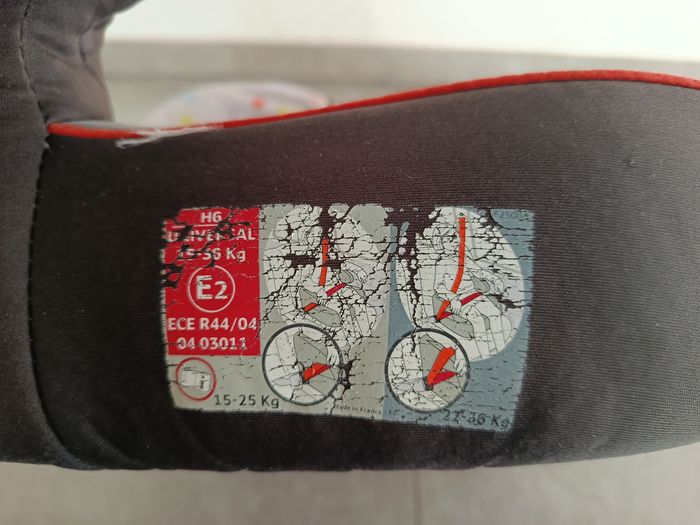 H6
UNIVERSAL
15-36 Kg
E2
ECE R44/04
04 03011
15-25 Kg
Made in France
22-36 Kg